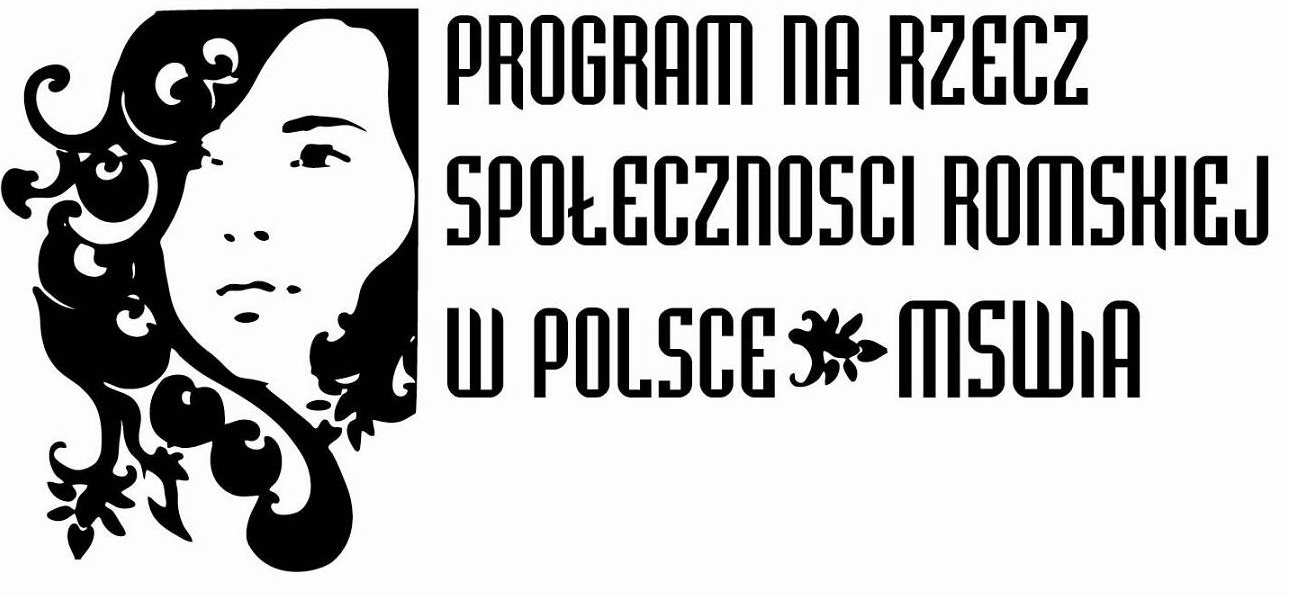 PROGRAM NA RZECZ
SPOŁECZNOSCI ROMSKIEJ
W POLSCE MSWiA